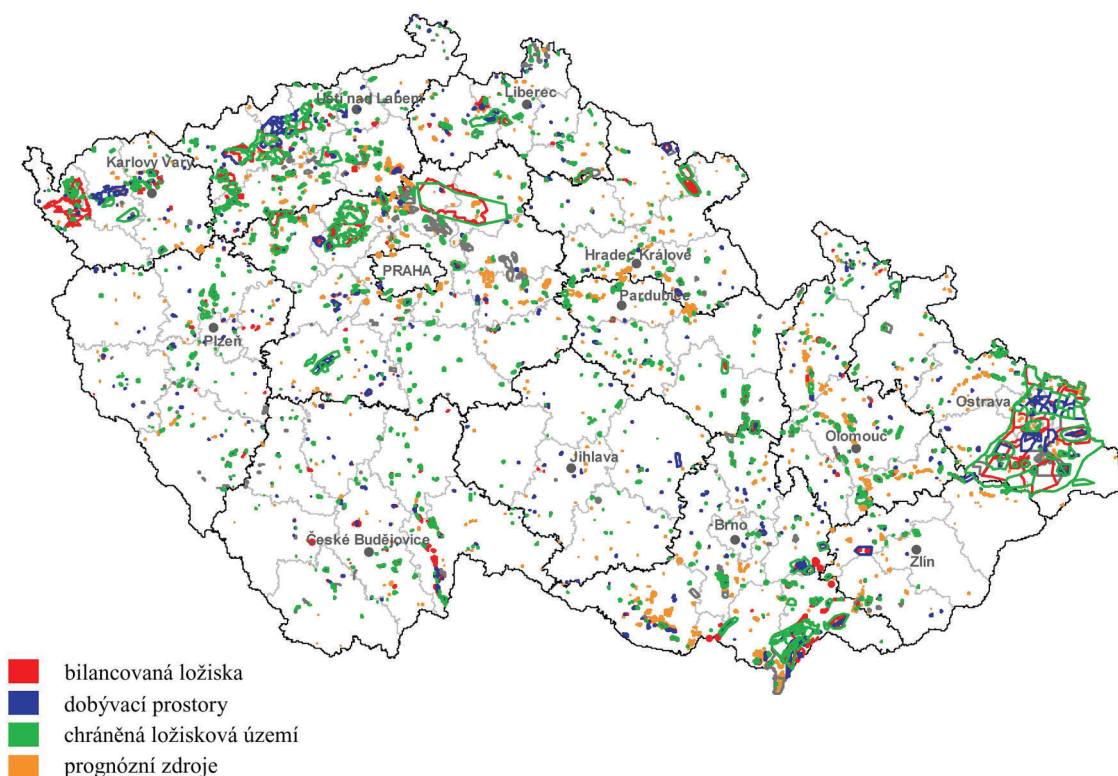 Liberec
Ústí nad Labem
Karlovy Vary
PRAHA
Hradec Králové
Pardubice
Plzeň
Ostrava
Olomouc
Jihlava
Brno
České Budějovice
Zlín
bilancovaná ložiska
dobývací prostory
chráněná ložisková území
prognózní zdroje